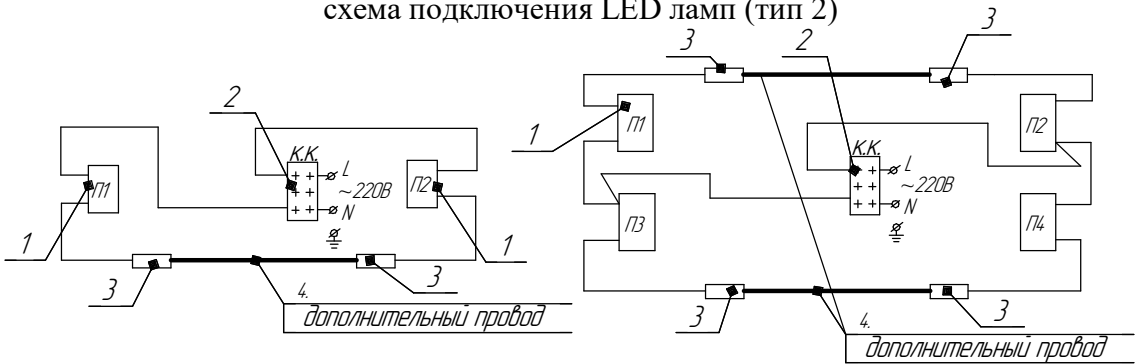 схема подключения LED ламп (тип 2)
3
3
2
2
П1
П2
1
К.К.
К.К.
L
L
П1
П2
~220В
~220В
N
N
1
1
П3
П4
3
3
3
3
4.
4.
дополнительный провод
дополнительный провод